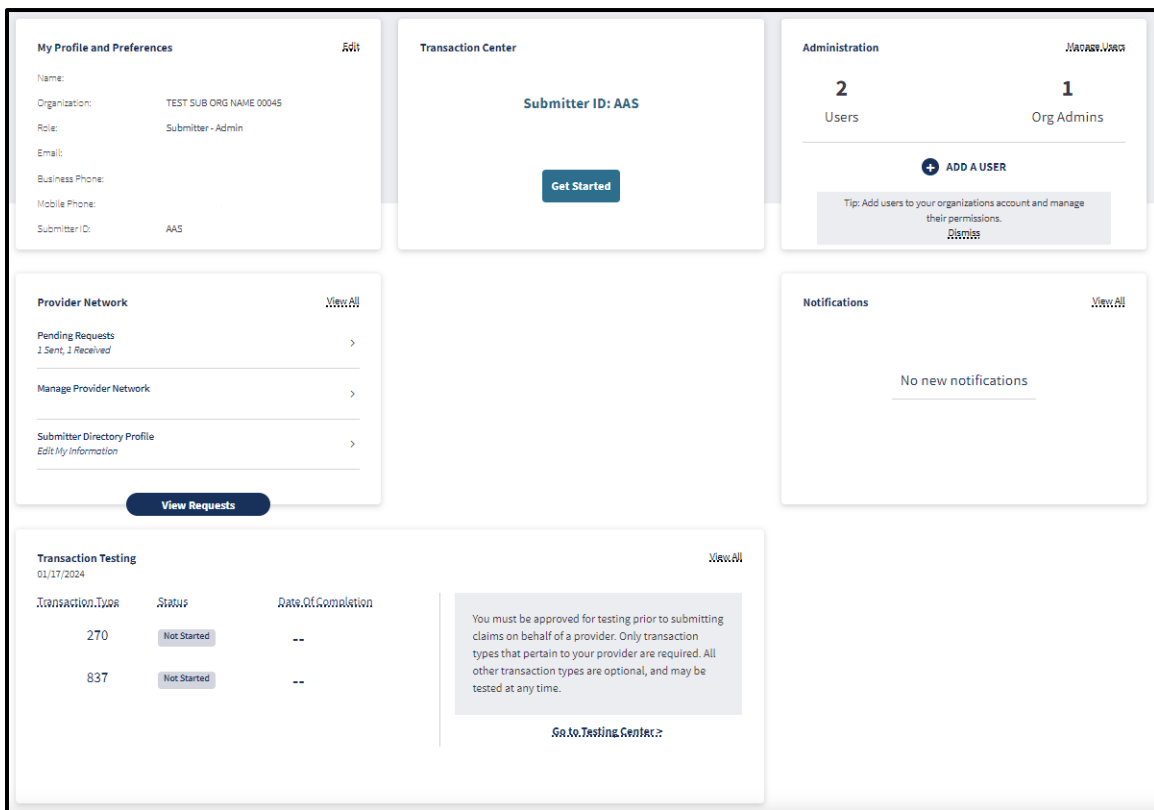 My Profile and Preferences Edit
Name:
Organization: TEST SUB ORG NAME 00045
Role: Submitter - Admin
Email:
Business Phone:
Mobile Phone:
Submitter ID: AAS
Transaction Center
Submitter ID: AAS
Get Started
Administration Manage Users
2 1
Users Org Admins
+ ADD A USER
Tip: Add users to your organizations account and manage
their permissions.
Dismiss
Provider Network View All
Pending Requests
1 Sent, 1 Received
Manage Provider Network
Submitter Directory Profile
Edit My Information
View Requests
Notifications View All
No new notifications
Transaction Testing View All
01/17/2024
Transaction Type Status Date Of Completion
270 Not Started --
837 Not Started --
You must be approved for testing prior to submitting
claims on behalf of a provider. Only transaction
types that pertain to your provider are required. All
other transaction types are optional, and may be
tested at any time.
Go to Testing Center >